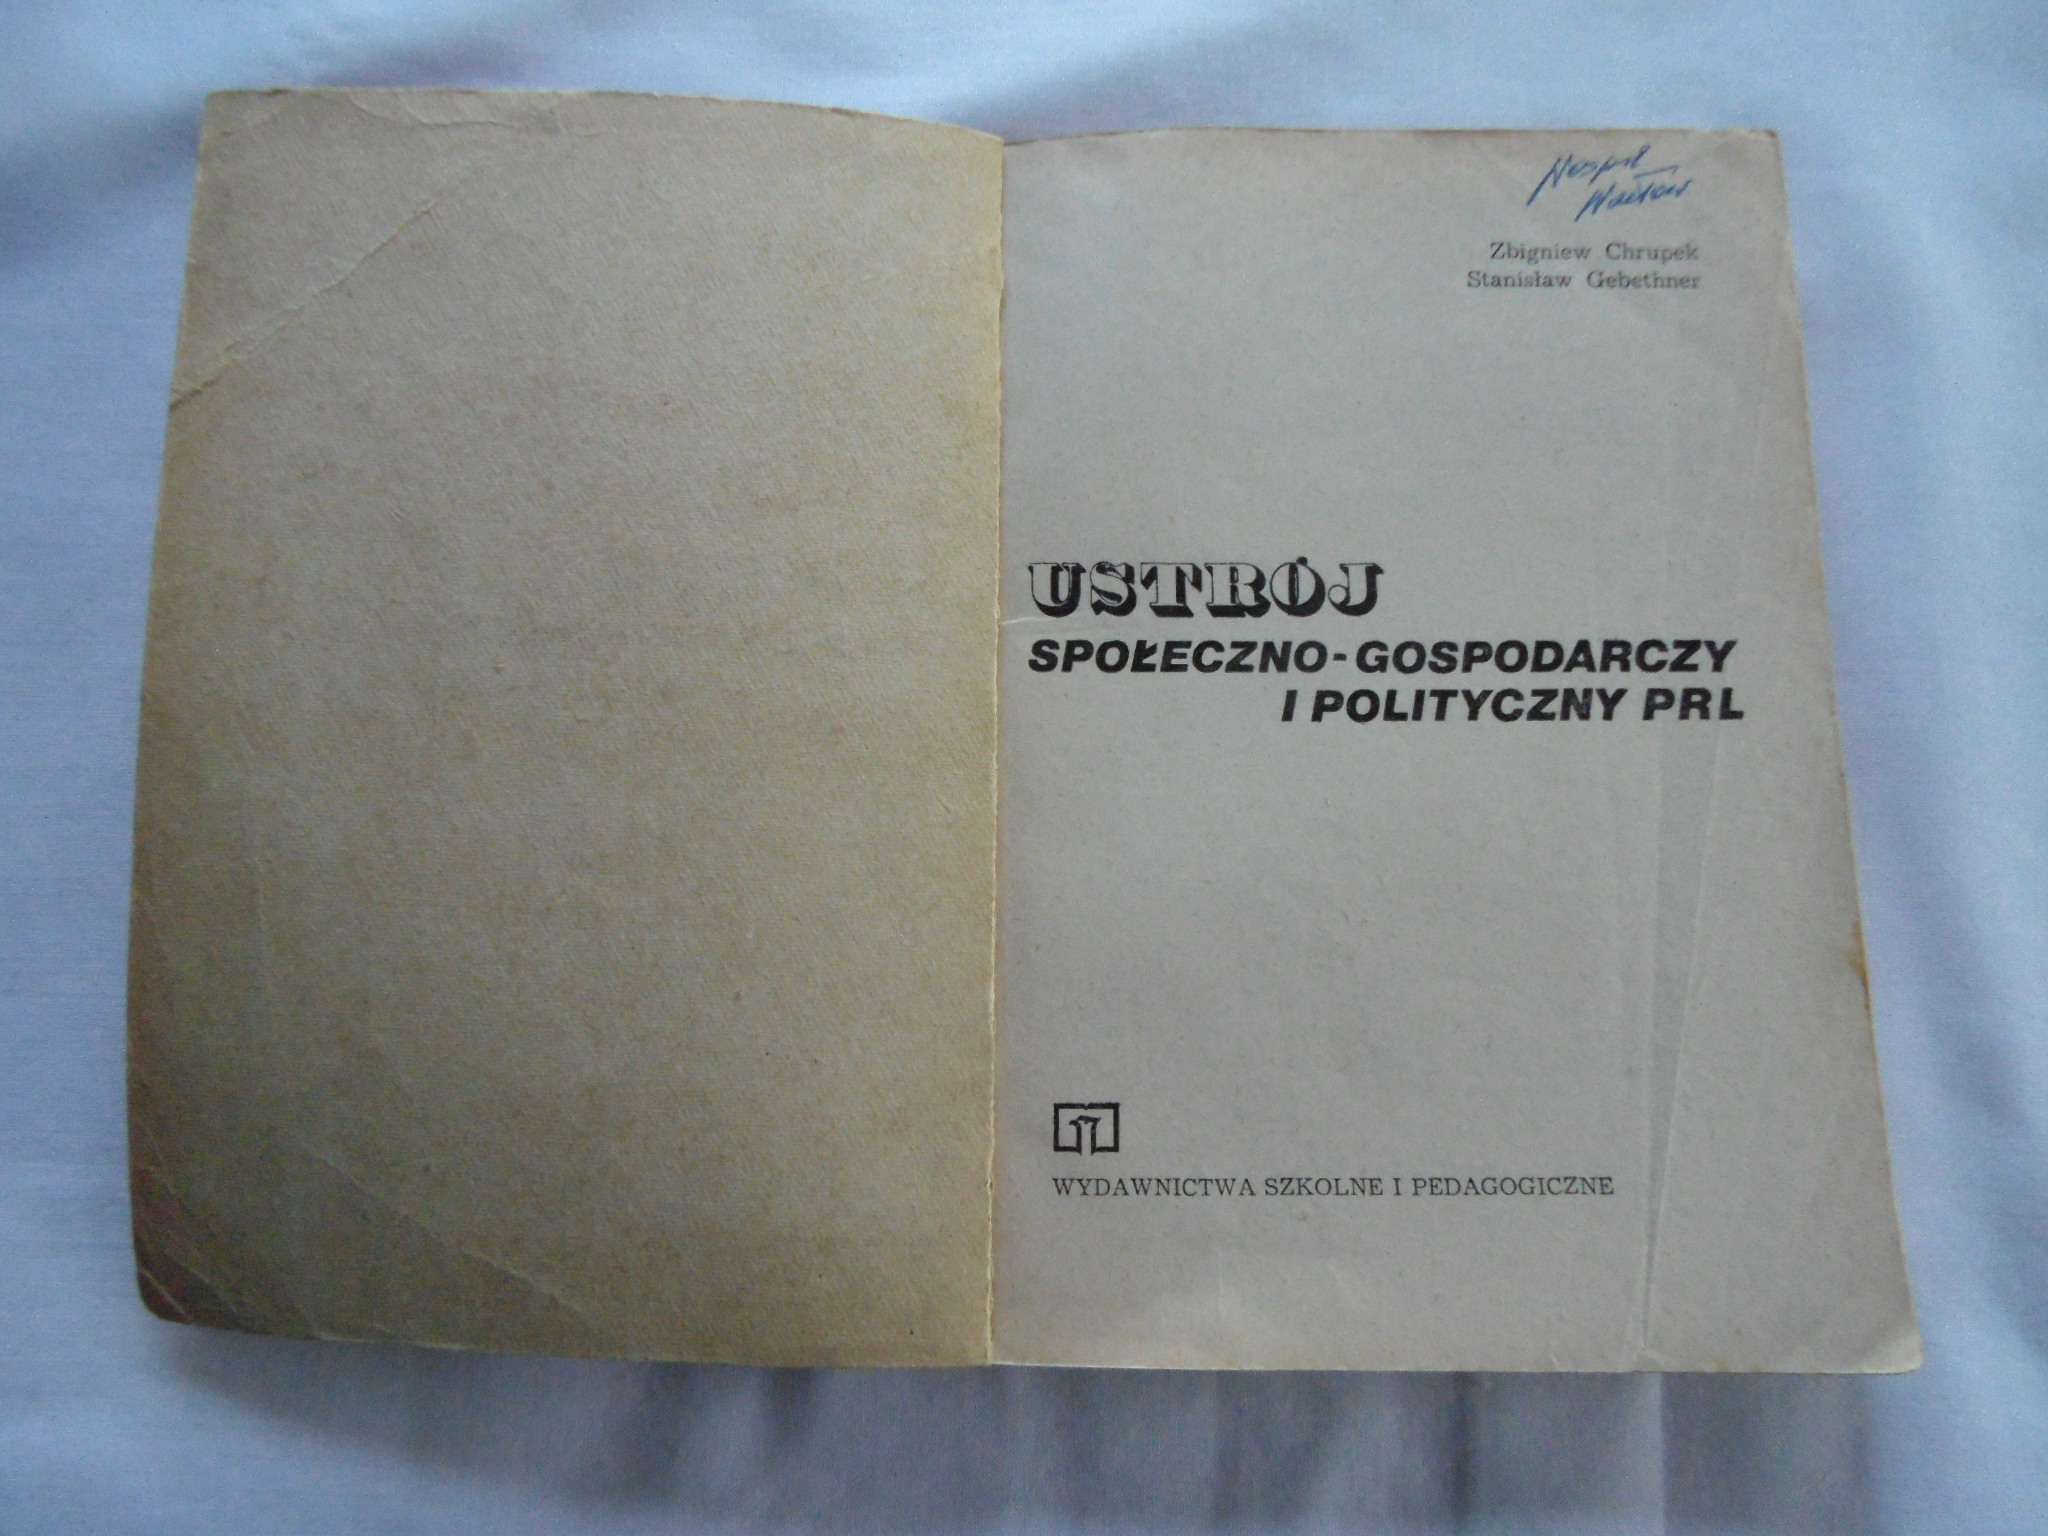 Zbigniew Chrupek
Stanisław Gebethner
USTRÓJ
SPOŁECZNO-GOSPODARCZY
I POLITYCZNY PRL
WYDAWNICTWA SZKOLNE I PEDAGOGICZNE